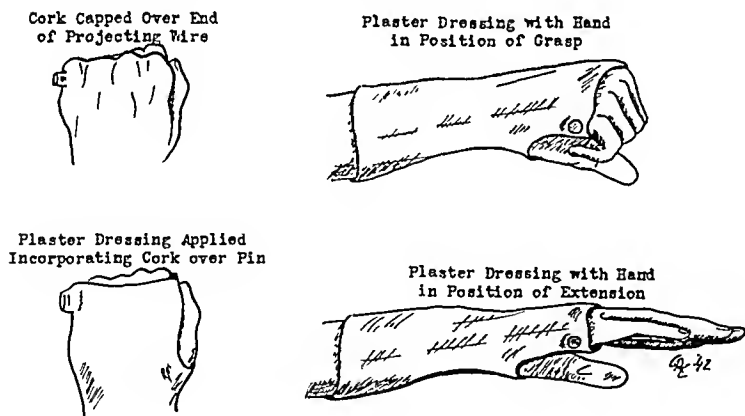 Cork Capped Over End
of Projecting Wire
Plaster Dressing with Hand
in Position of Grasp
Plaster Dressing Applied
Incorporating Cork over Pin
Plaster Dressing with Hand
in Position of Extension
'42